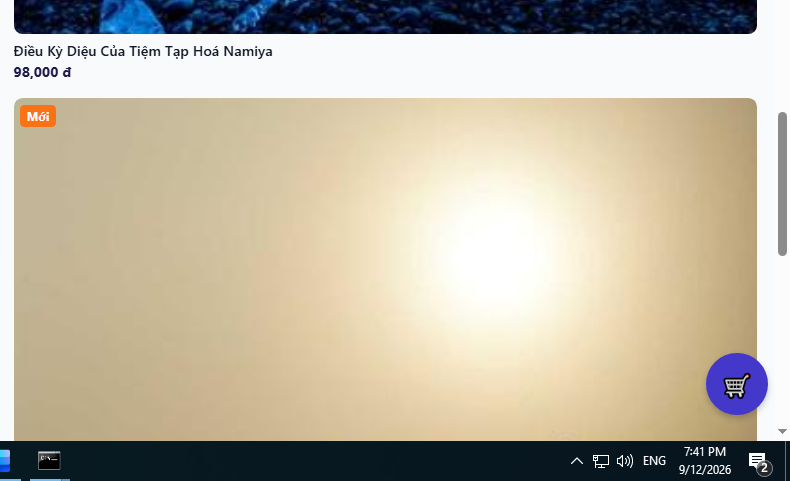 Điều Kỳ Diệu Của Tiệm Tạp Hoá Namiya
98,000 đ
Mới
ENG
7:41 PM
9/12/2026
2